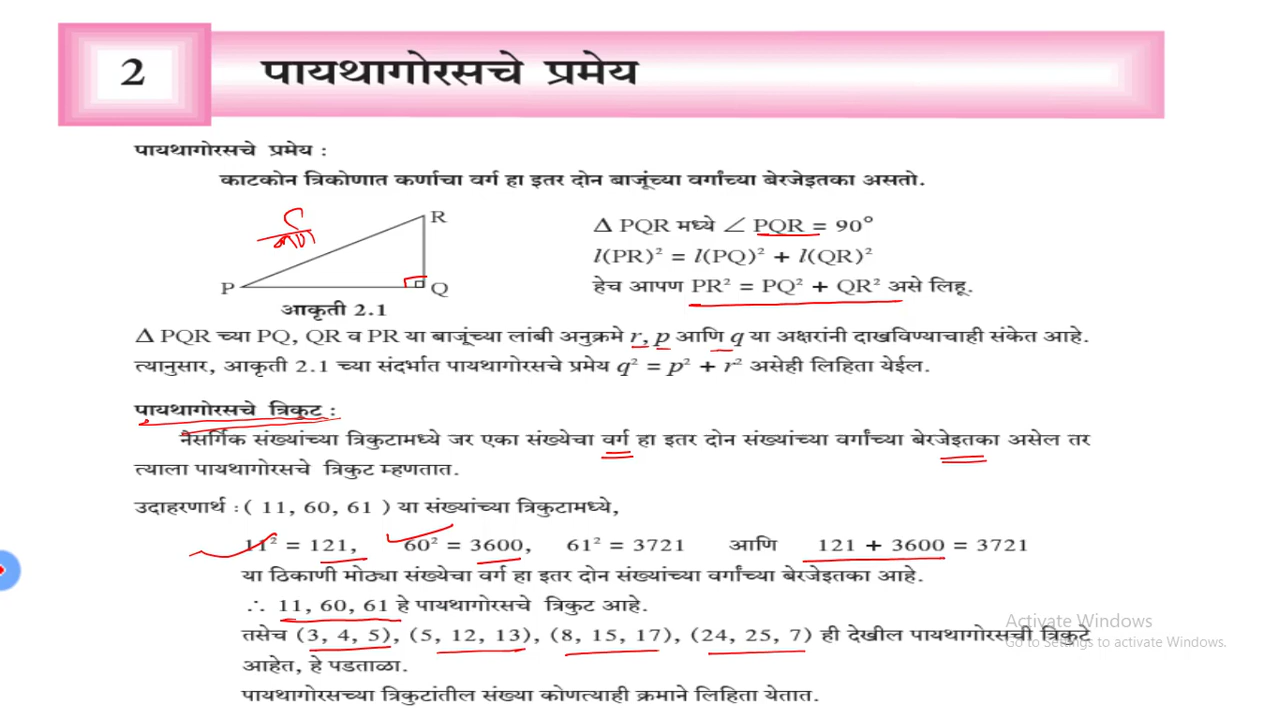 2 पायथागोरसचे प्रमेय
पायथागोरसचे प्रमेय :
काटकोन त्रिकोणात कर्णाचा वर्ग हा इतर दोन बाजूंच्या वर्गांच्या बेरजेइतका असतो.
कर्ण
R
P
Q
आकृती 2.1
Δ PQR मध्ये ∠ PQR = 90°
l(PR)² = l(PQ)² + l(QR)²
हेच आपण PR² = PQ² + QR² असे लिहू.
Δ PQR च्या PQ, QR व PR या बाजूंच्या लांबी अनुक्रमे r, p आणि q या अक्षरांनी दाखविण्याचाही संकेत आहे.
त्यानुसार, आकृती 2.1 च्या संदर्भात पायथागोरसचे प्रमेय q² = p² + r² असेही लिहिता येईल.
पायथागोरसचे त्रिकुट :
नैसर्गिक संख्यांच्या त्रिकुटामध्ये जर एका संख्येचा वर्ग हा इतर दोन संख्यांच्या वर्गांच्या बेरजेइतका असेल तर
त्याला पायथागोरसचे त्रिकुट म्हणतात.
उदाहरणार्थ : ( 11, 60, 61 ) या संख्यांच्या त्रिकुटामध्ये,
11² = 121, 60² = 3600, 61² = 3721 आणि 121 + 3600 = 3721
या ठिकाणी मोठ्या संख्येचा वर्ग हा इतर दोन संख्यांच्या वर्गांच्या बेरजेइतका आहे.
∴ 11, 60, 61 हे पायथागोरसचे त्रिकुट आहे.
तसेच (3, 4, 5), (5, 12, 13), (8, 15, 17), (24, 25, 7) ही देखील पायथागोरसची त्रिकुटे
आहेत, हे पडताळा.
पायथागोरसच्या त्रिकुटांतील संख्या कोणत्याही क्रमाने लिहिता येतात.
Activate Windows
Go to Settings to activate Windows.